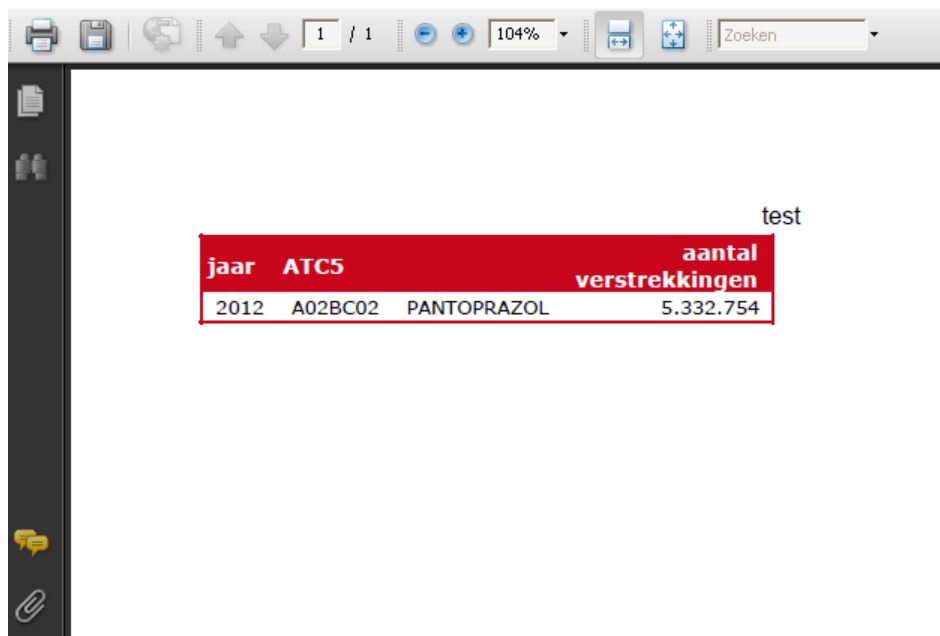 1 / 1 104% Zoeken
test
jaar ATC5 aantal verstrekkingen
2012 A02BC02 PANTOPRAZOL 5.332.754